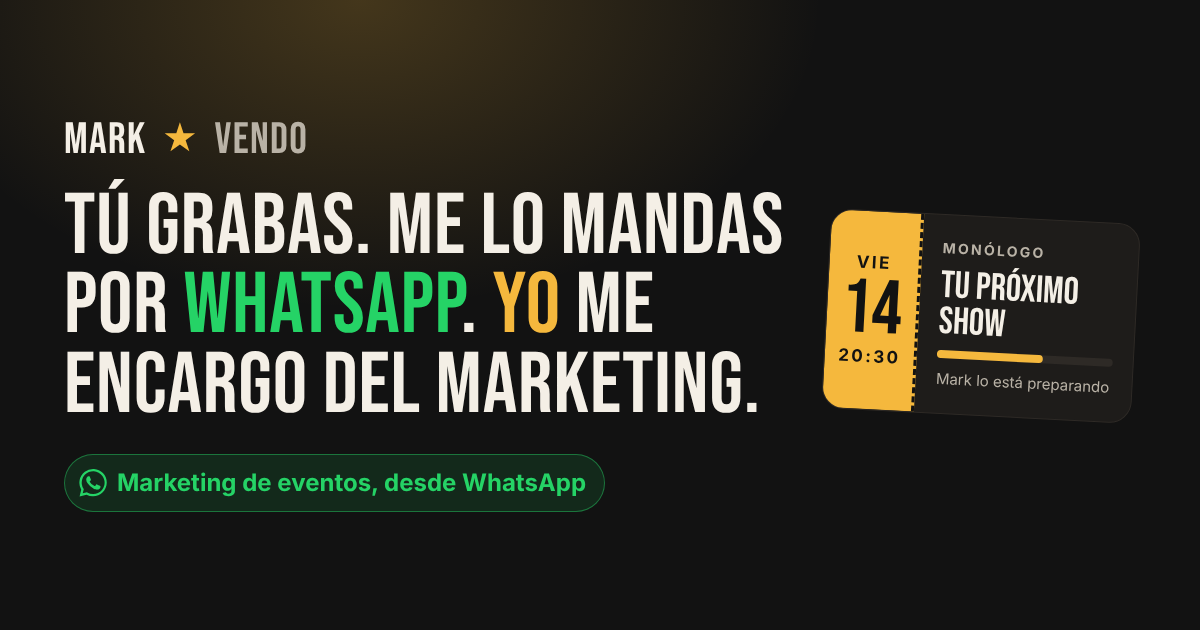 MARK ★ VENDO
TÚ GRABAS. ME LO MANDAS
POR WHATSAPP. YO ME
ENCARGO DEL MARKETING.
Marketing de eventos, desde WhatsApp
VIE
14
20:30
MONÓLOGO
TU PRÓXIMO
SHOW
Mark lo está preparando